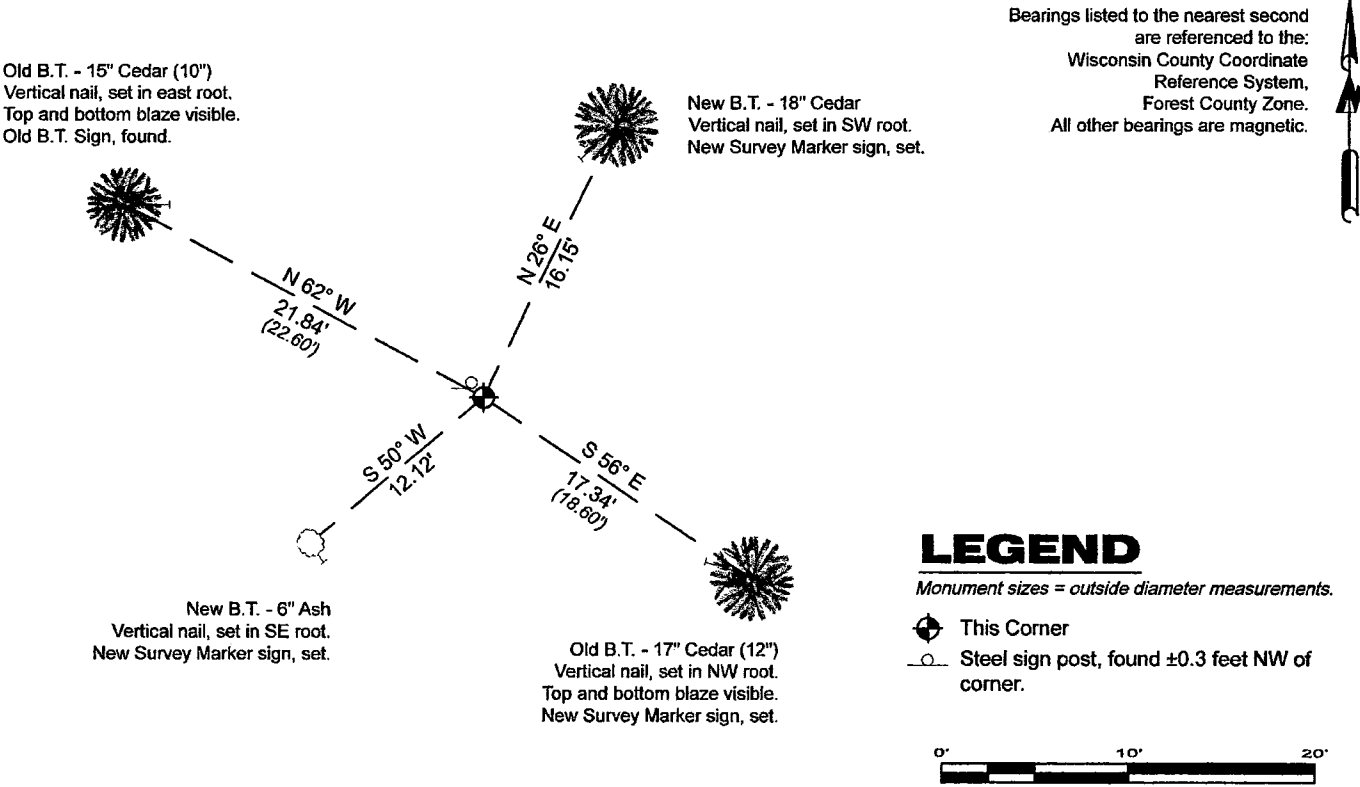 Bearings listed to the nearest second
are referenced to the:
Wisconsin County Coordinate
Reference System,
Forest County Zone.
All other bearings are magnetic.
Old B.T. - 15" Cedar (10")
Vertical nail, set in east root.
Top and bottom blaze visible.
Old B.T. Sign, found.
New B.T. - 18" Cedar
Vertical nail, set in SW root.
New Survey Marker sign, set.
N 26° E
16.15'
N 62° W
21.84'
(22.60')
S 50° W
12.12'
S 56° E
17.34'
(18.60')
New B.T. - 6" Ash
Vertical nail, set in SE root.
New Survey Marker sign, set.
Old B.T. - 17" Cedar (12")
Vertical nail, set in NW root.
Top and bottom blaze visible.
New Survey Marker sign, set.
LEGEND
Monument sizes = outside diameter measurements.
This Corner
Steel sign post, found ±0.3 feet NW of
corner.
0' 10' 20'